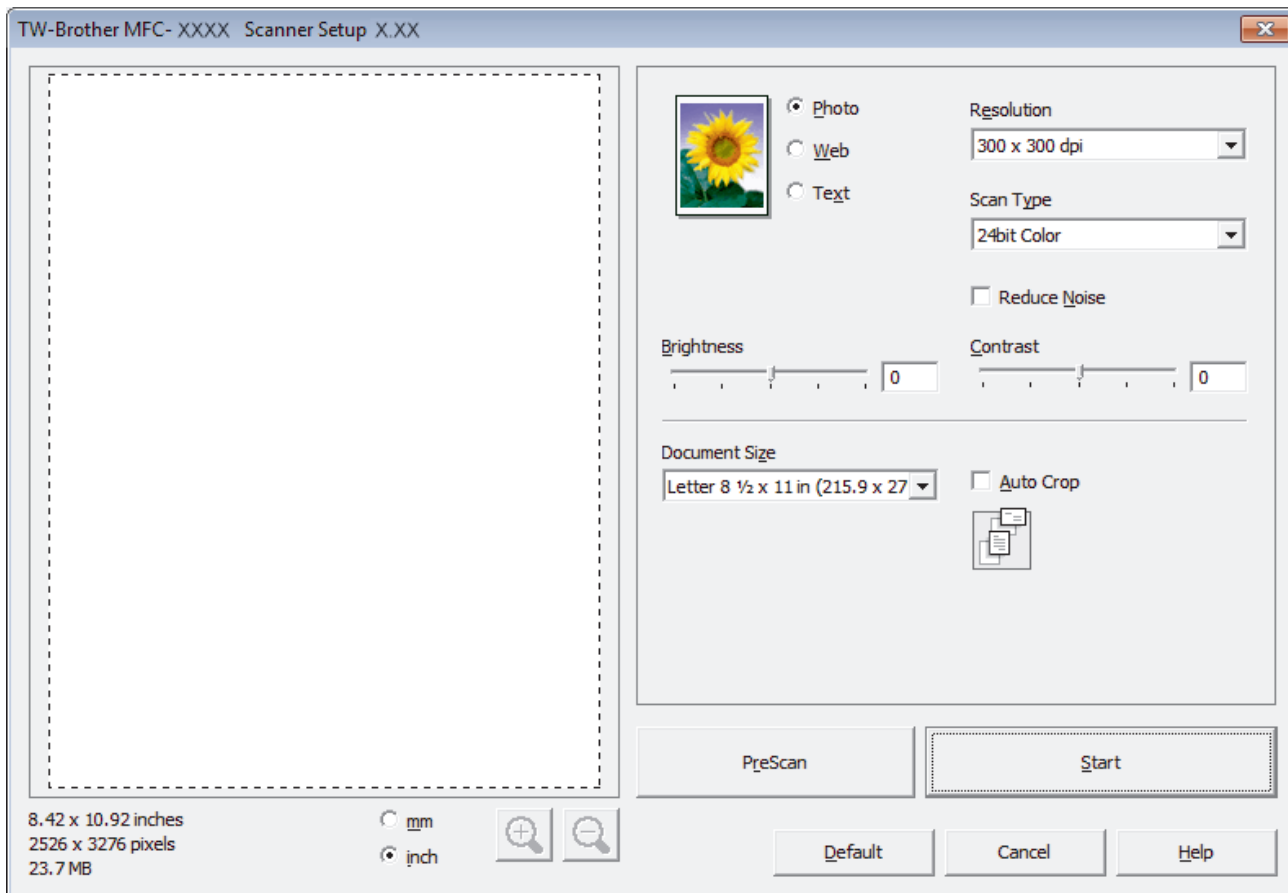 TW-Brother MFC- XXXX Scanner Setup X.XX
Photo
Web
Text
Resolution
300 x 300 dpi
Scan Type
24bit Color
Reduce Noise
Brightness
0
Contrast
0
Document Size
Letter 8 ½ x 11 in (215.9 x 27
Auto Crop
PreScan
Start
8.42 x 10.92 inches
2526 x 3276 pixels
23.7 MB
mm
inch
Default
Cancel
Help